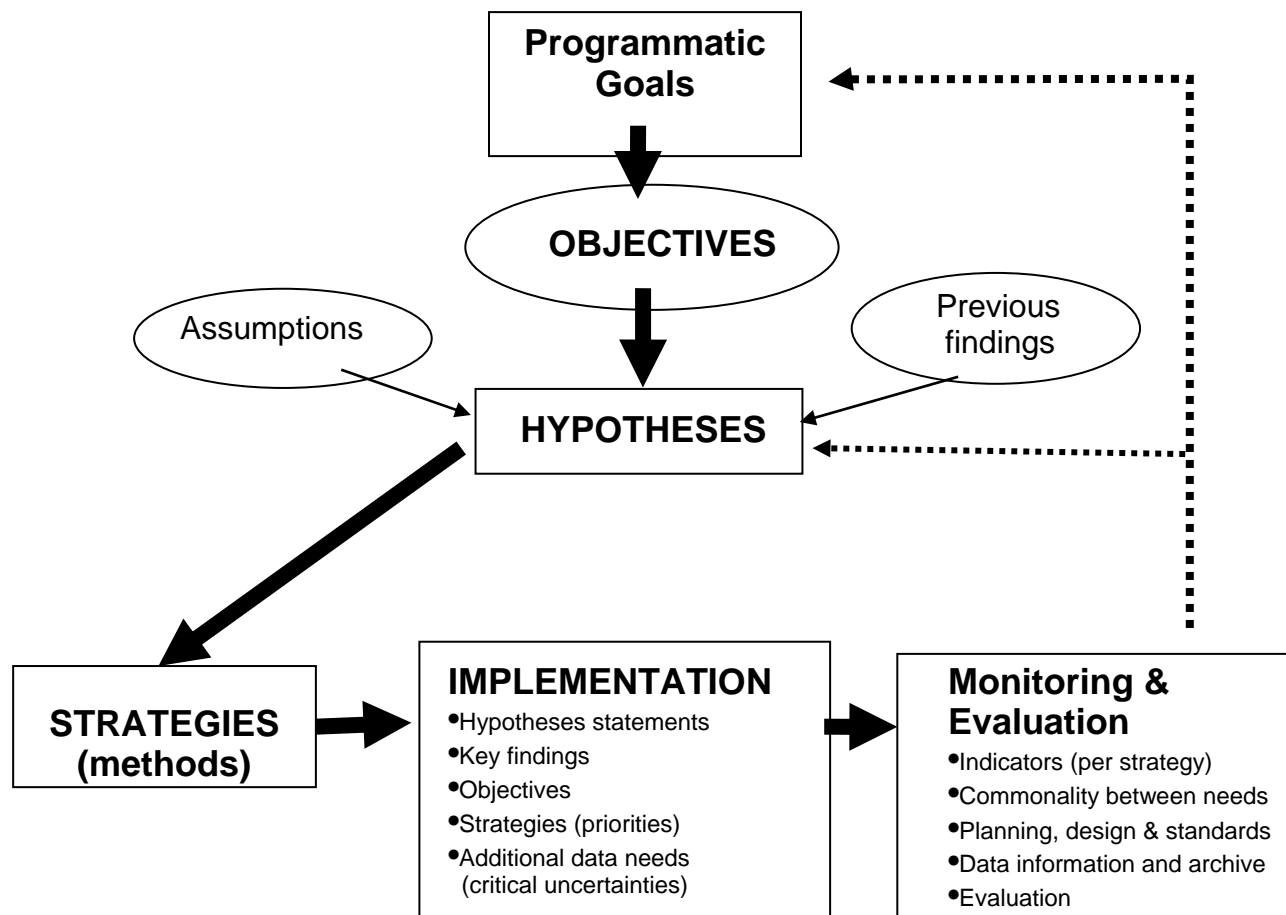 Programmatic
Goals
OBJECTIVES
Assumptions
Previous
findings
HYPOTHESES
STRATEGIES
(methods)
IMPLEMENTATION
•Hypotheses statements
•Key findings
•Objectives
•Strategies (priorities)
•Additional data needs
(critical uncertainties)
Monitoring &
Evaluation
•Indicators (per strategy)
•Commonality between needs
•Planning, design & standards
•Data information and archive
•Evaluation